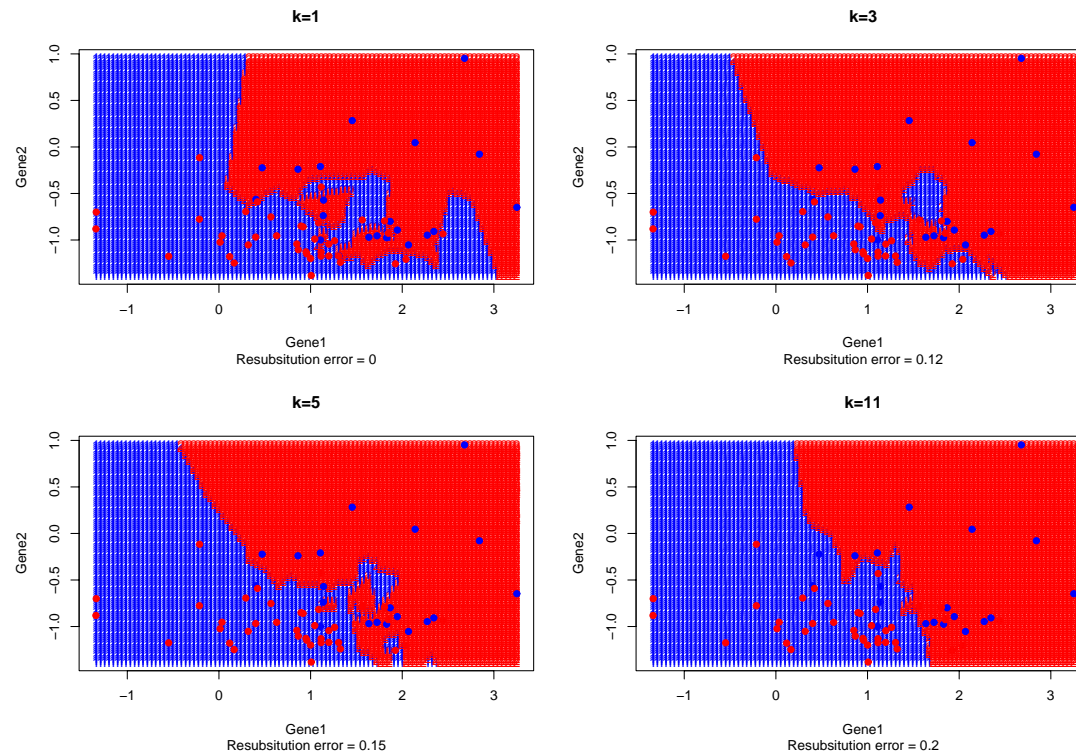 k=1
Gene2
1.0
0.5
0.0
−0.5
−1.0
−1 0 1 2 3
Gene1
Resubsitution error = 0
k=3
Gene2
1.0
0.5
0.0
−0.5
−1.0
−1 0 1 2 3
Gene1
Resubsitution error = 0.12
k=5
Gene2
1.0
0.5
0.0
−0.5
−1.0
−1 0 1 2 3
Gene1
Resubsitution error = 0.15
k=11
Gene2
1.0
0.5
0.0
−0.5
−1.0
−1 0 1 2 3
Gene1
Resubsitution error = 0.2